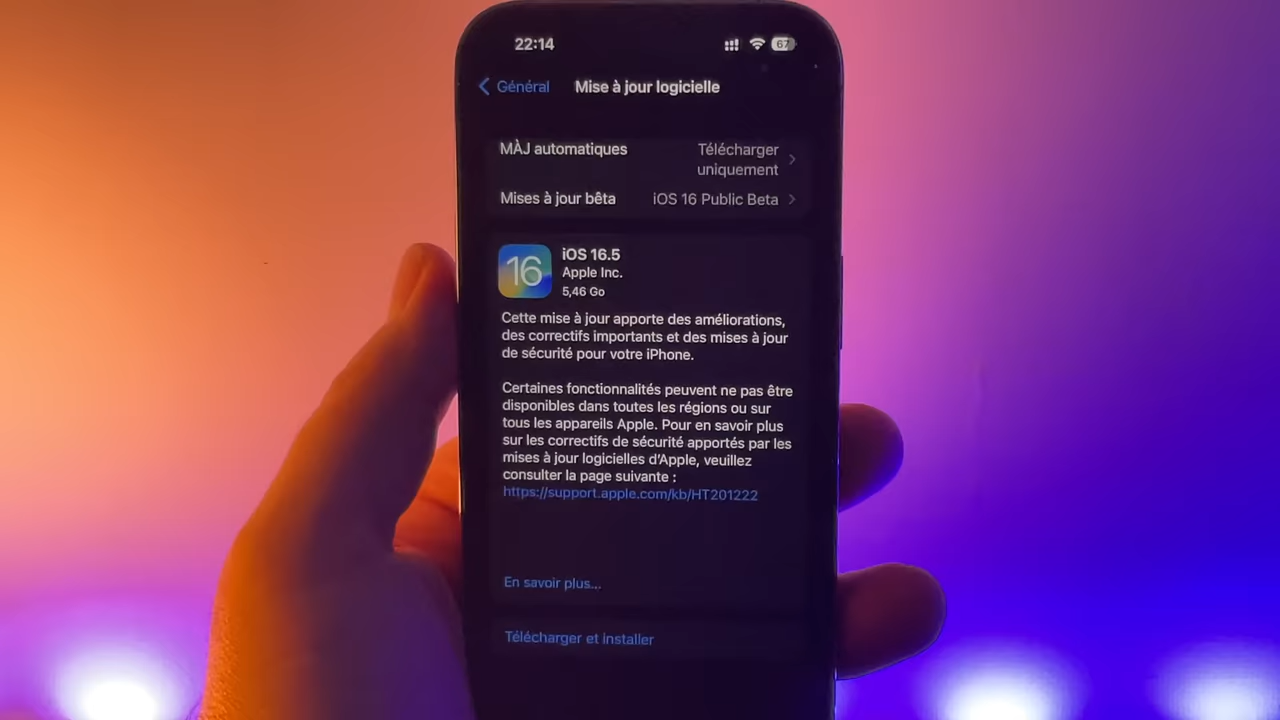 22:14
67
Général
Mise à jour logicielle
MÀJ automatiques
Télécharger
uniquement
Mises à jour bêta
iOS 16 Public Beta
16
iOS 16.5
Apple Inc.
5,46 Go
Cette mise à jour apporte des améliorations,
des correctifs importants et des mises à jour
de sécurité pour votre iPhone.
Certaines fonctionnalités peuvent ne pas être
disponibles dans toutes les régions ou sur
tous les appareils Apple. Pour en savoir plus
sur les correctifs de sécurité apportés par les
mises à jour logicielles d’Apple, veuillez
consulter la page suivante :
https://support.apple.com/kb/HT201222
En savoir plus...
Télécharger et installer